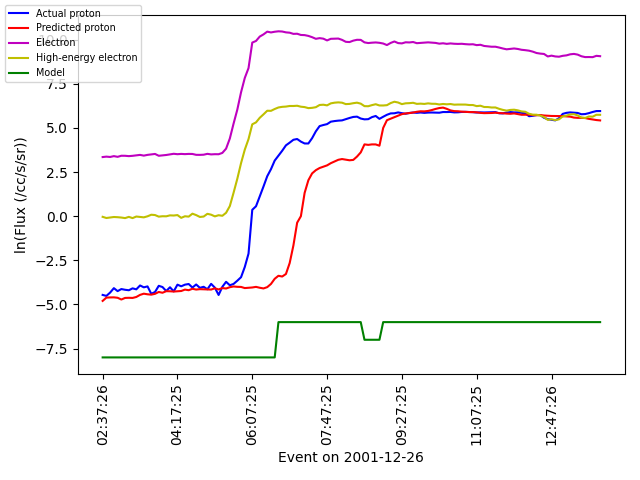 Actual proton
Predicted proton
Electron
High-energy electron
Model
7.5
5.0
2.5
0.0
−2.5
−5.0
−7.5
ln(Flux (/cc/s/sr))
02:37:26
04:17:25
06:07:25
07:47:25
09:27:25
11:07:25
12:47:26
Event on 2001-12-26